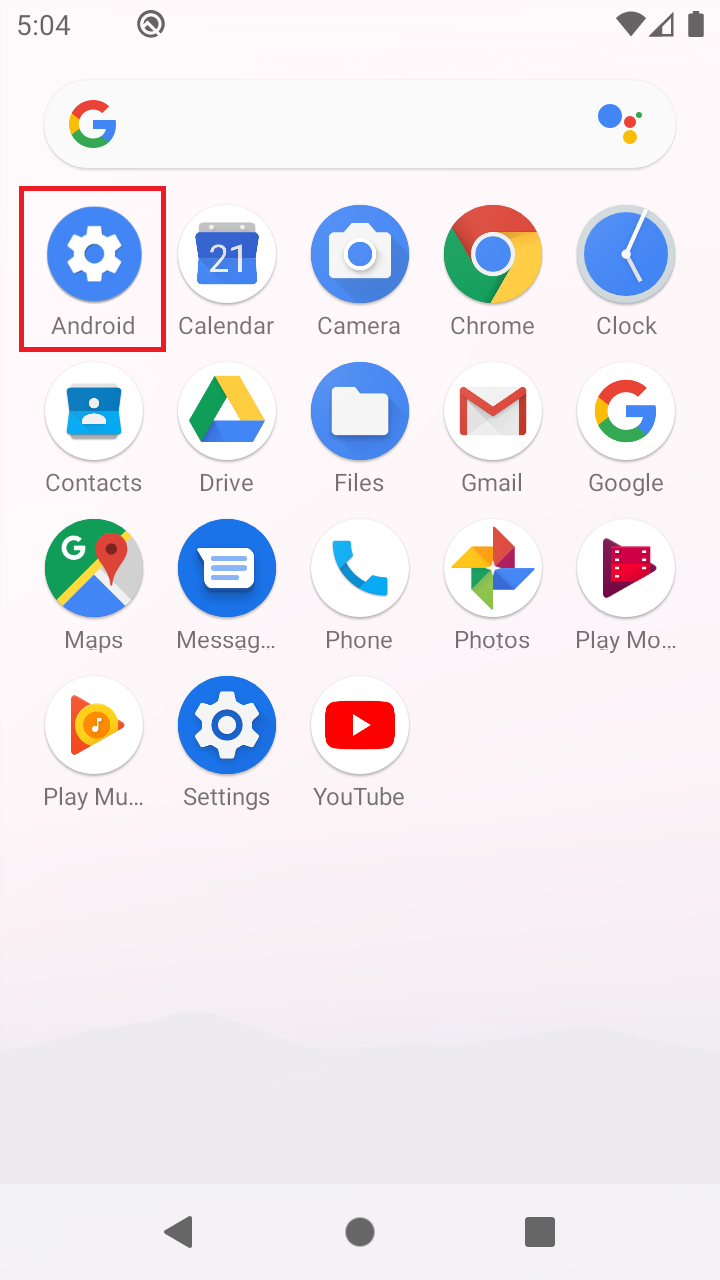 5:04
Android
Calendar
Camera
Chrome
Clock
21
Contacts
Drive
Files
Gmail
Google
Maps
Messag...
Phone
Photos
Play Mo...
Play Mu...
Settings
YouTube